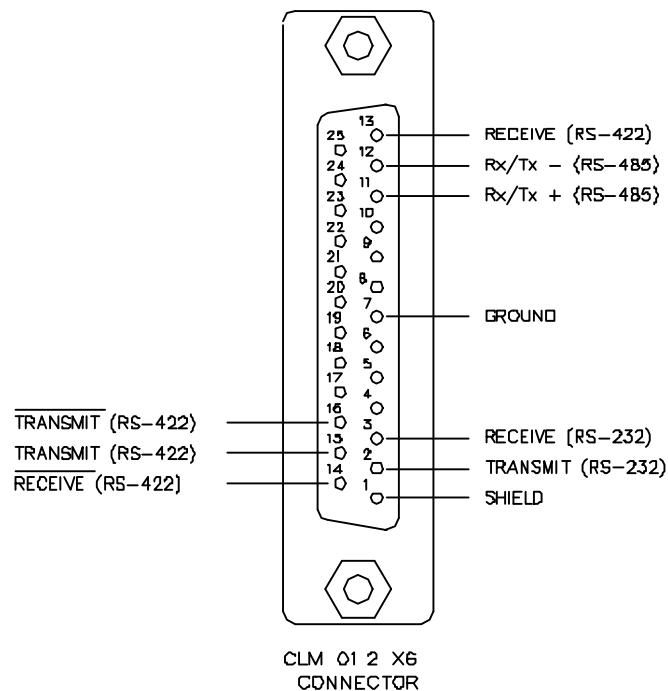 13
25
RECEIVE (RS-422)
12
24
Rx/Tx - (RS-485)
11
23
Rx/Tx + (RS-485)
10
22
9
21
8
20
7
19
GROUND
6
18
5
17
4
16
TRANSMIT (RS-422)
3
15
RECEIVE (RS-232)
TRANSMIT (RS-422)
2
14
TRANSMIT (RS-232)
RECEIVE (RS-422)
1
SHIELD
CLM 01 2 X6
CONNECTOR